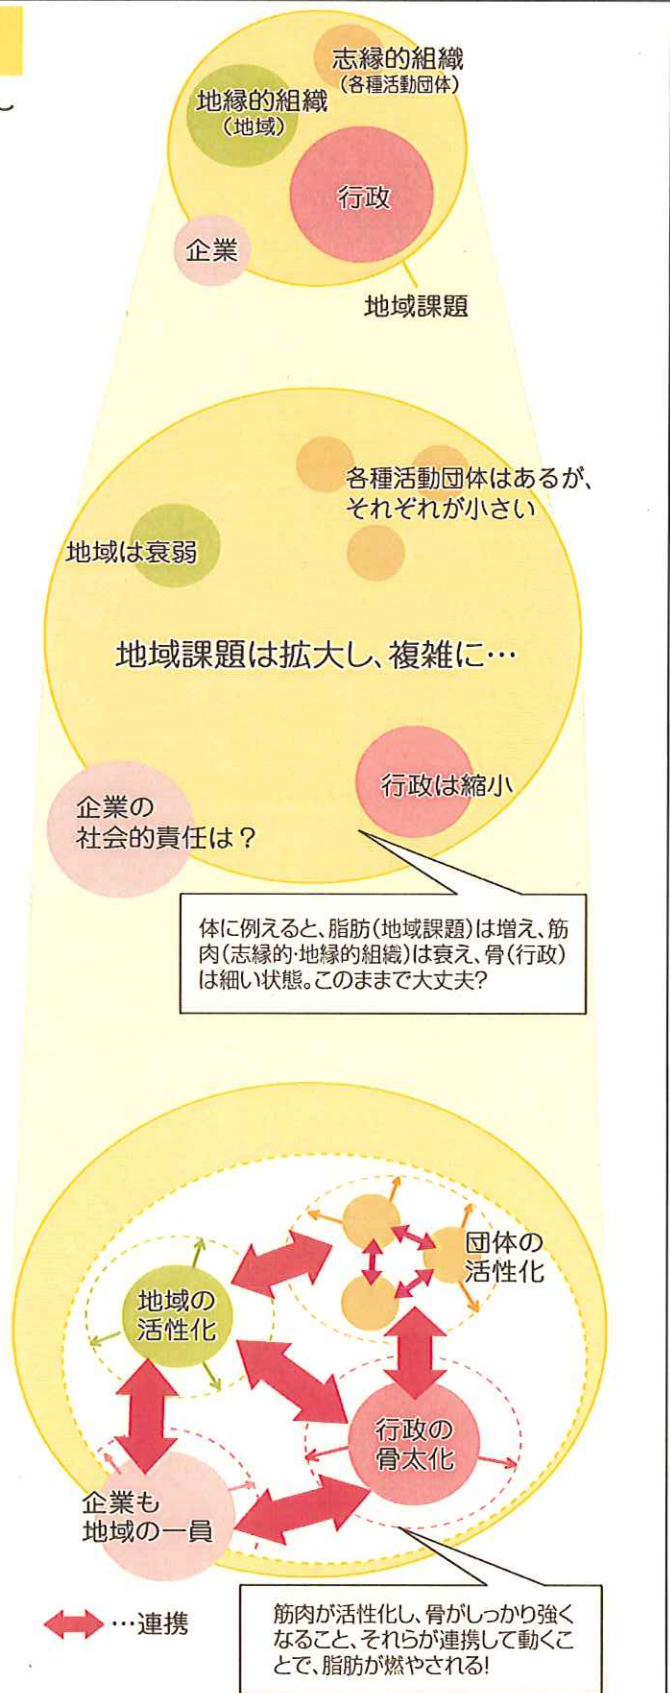 し
志縁的組織
(各種活動団体)
地縁的組織
(地域)
行政
企業
地域課題
各種活動団体はあるが、
それぞれが小さい
地域は衰弱
地域課題は拡大し、複雑に…
行政は縮小
企業の
社会的責任は？
体に例えると、脂肪(地域課題)は増え、筋
肉(志縁的・地縁的組織)は衰え、骨(行政)
は細い状態。このままで大丈夫?
団体の
活性化
地域の
活性化
行政の
骨太化
企業も
地域の一員
…連携
筋肉が活性化し、骨がしっかり強く
なること、それらが連携して動くこ
とで、脂肪が燃やされる!